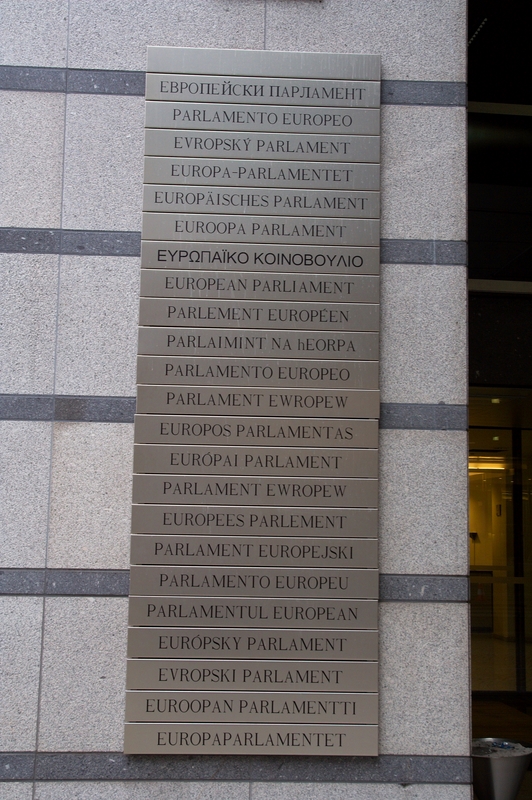 ЕВРОПЕЙСКИ ПАРЛАМЕНТ
PARLAMENTO EUROPEO
EVROPSKÝ PARLAMENT
EUROPA-PARLAMENTET
EUROPÄISCHES PARLAMENT
EUROOPA PARLAMENT
ΕΥΡΩΠΑΪΚΟ ΚΟΙΝΟΒΟΥΛΙΟ
EUROPEAN PARLIAMENT
PARLEMENT EUROPÉEN
PARLAIMINT NA hEORPA
PARLAMENTO EUROPEO
PARLAMENT EWROPEW
EUROPOS PARLAMENTAS
EURÓPAI PARLAMENT
PARLAMENT EWROPEW
EUROPEES PARLEMENT
PARLAMENT EUROPEJSKI
PARLAMENTO EUROPEU
PARLAMENTUL EUROPEAN
EURÓPSKY PARLAMENT
EVROPSKI PARLAMENT
EUROOPAN PARLAMENTTI
EUROPAPARLAMENTET